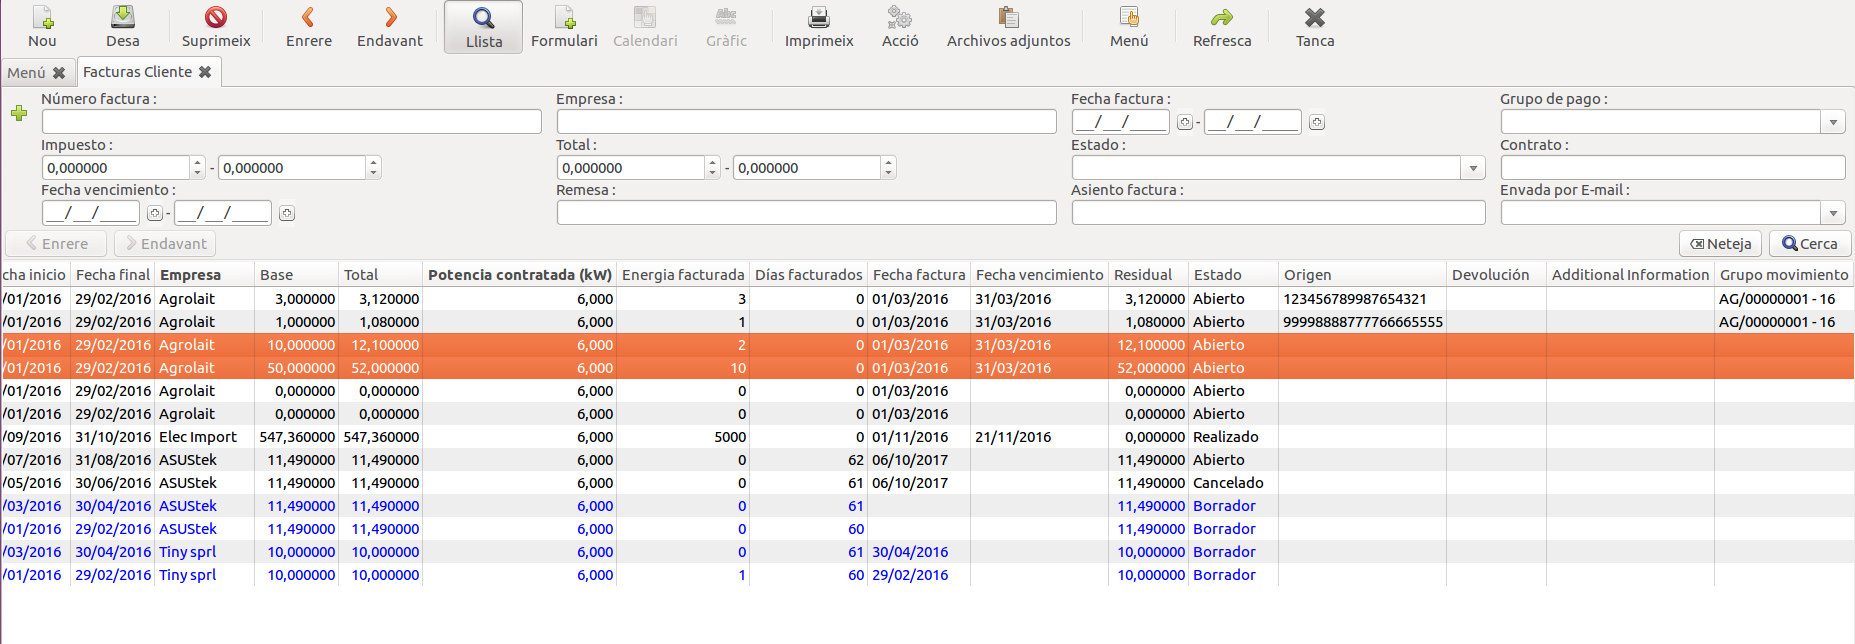 Nou Desa Suprimeix Enrere Endavant Llista Formulari Calendari Gràfic Imprimeix Acció Archivos adjuntos Menú Refresca Tanca
Menú Facturas Cliente
Número factura : Empresa : Fecha factura : Grupo de pago :
__/__/____ - __/__/____
Impuesto : Total : Estado : Contrato :
0,000000 - 0,000000 0,000000 - 0,000000
Fecha vencimiento : Remesa : Asiento factura : Envada por E-mail :
__/__/____ - __/__/____
Enrere Endavant Neteja Cerca
cha inicio Fecha final Empresa Base Total Potencia contratada (kW) Energia facturada Días facturados Fecha factura Fecha vencimiento Residual Estado Origen Devolución Additional Information Grupo movimiento
/01/2016 29/02/2016 Agrolait 3,000000 3,120000 6,000 3 0 01/03/2016 31/03/2016 3,120000 Abierto 123456789987654321 AG/00000001 - 16
/01/2016 29/02/2016 Agrolait 1,000000 1,080000 6,000 1 0 01/03/2016 31/03/2016 1,080000 Abierto 99998888777766665555 AG/00000001 - 16
/01/2016 29/02/2016 Agrolait 10,000000 12,100000 6,000 2 0 01/03/2016 31/03/2016 12,100000 Abierto
/01/2016 29/02/2016 Agrolait 50,000000 52,000000 6,000 10 0 01/03/2016 31/03/2016 52,000000 Abierto
/01/2016 29/02/2016 Agrolait 0,000000 0,000000 6,000 0 0 01/03/2016 0,000000 Abierto
/01/2016 29/02/2016 Agrolait 0,000000 0,000000 6,000 0 0 01/03/2016 0,000000 Abierto
/09/2016 31/10/2016 Elec Import 547,360000 547,360000 6,000 5000 0 01/11/2016 21/11/2016 0,000000 Realizado
/07/2016 31/08/2016 ASUStek 11,490000 11,490000 6,000 0 62 06/10/2017 11,490000 Abierto
/05/2016 30/06/2016 ASUStek 11,490000 11,490000 6,000 0 61 06/10/2017 11,490000 Cancelado
/03/2016 30/04/2016 ASUStek 11,490000 11,490000 6,000 0 61 11,490000 Borrador
/01/2016 29/02/2016 ASUStek 11,490000 11,490000 6,000 0 60 11,490000 Borrador
/03/2016 30/04/2016 Tiny sprl 10,000000 10,000000 6,000 0 61 30/04/2016 10,000000 Borrador
/01/2016 29/02/2016 Tiny sprl 10,000000 10,000000 6,000 1 60 29/02/2016 10,000000 Borrador